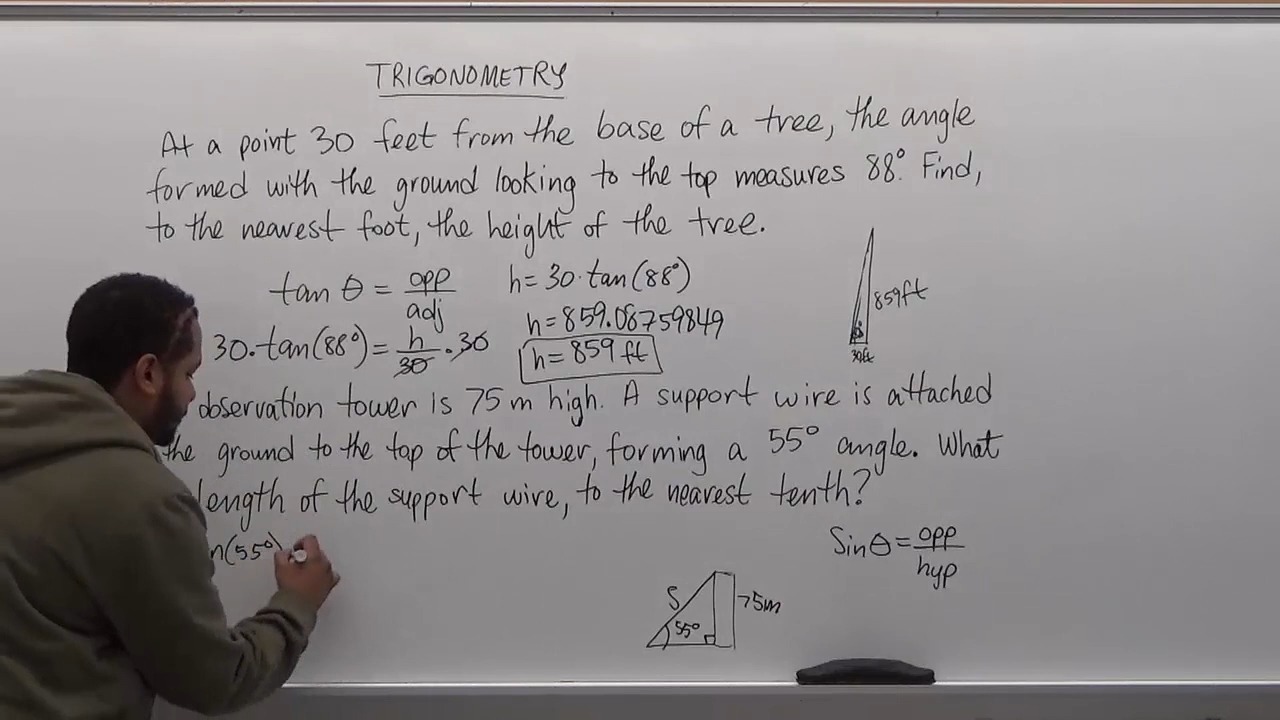 TRIGONOMETRY
At a point 30 feet from the base of a tree, the angle
formed with the ground looking to the top measures 88°. Find,
to the nearest foot, the height of the tree.
tan θ = opp/adj
30·tan(88°) = h/30 · 30
h = 30·tan(88°)
h = 859.08759849
h = 859 ft
859ft
30ft
observation tower is 75 m high. A support wire is attached
the ground to the top of the tower, forming a 55° angle. What
length of the support wire, to the nearest tenth?
n(55°)
S
55°
75m
Sinθ = opp/hyp